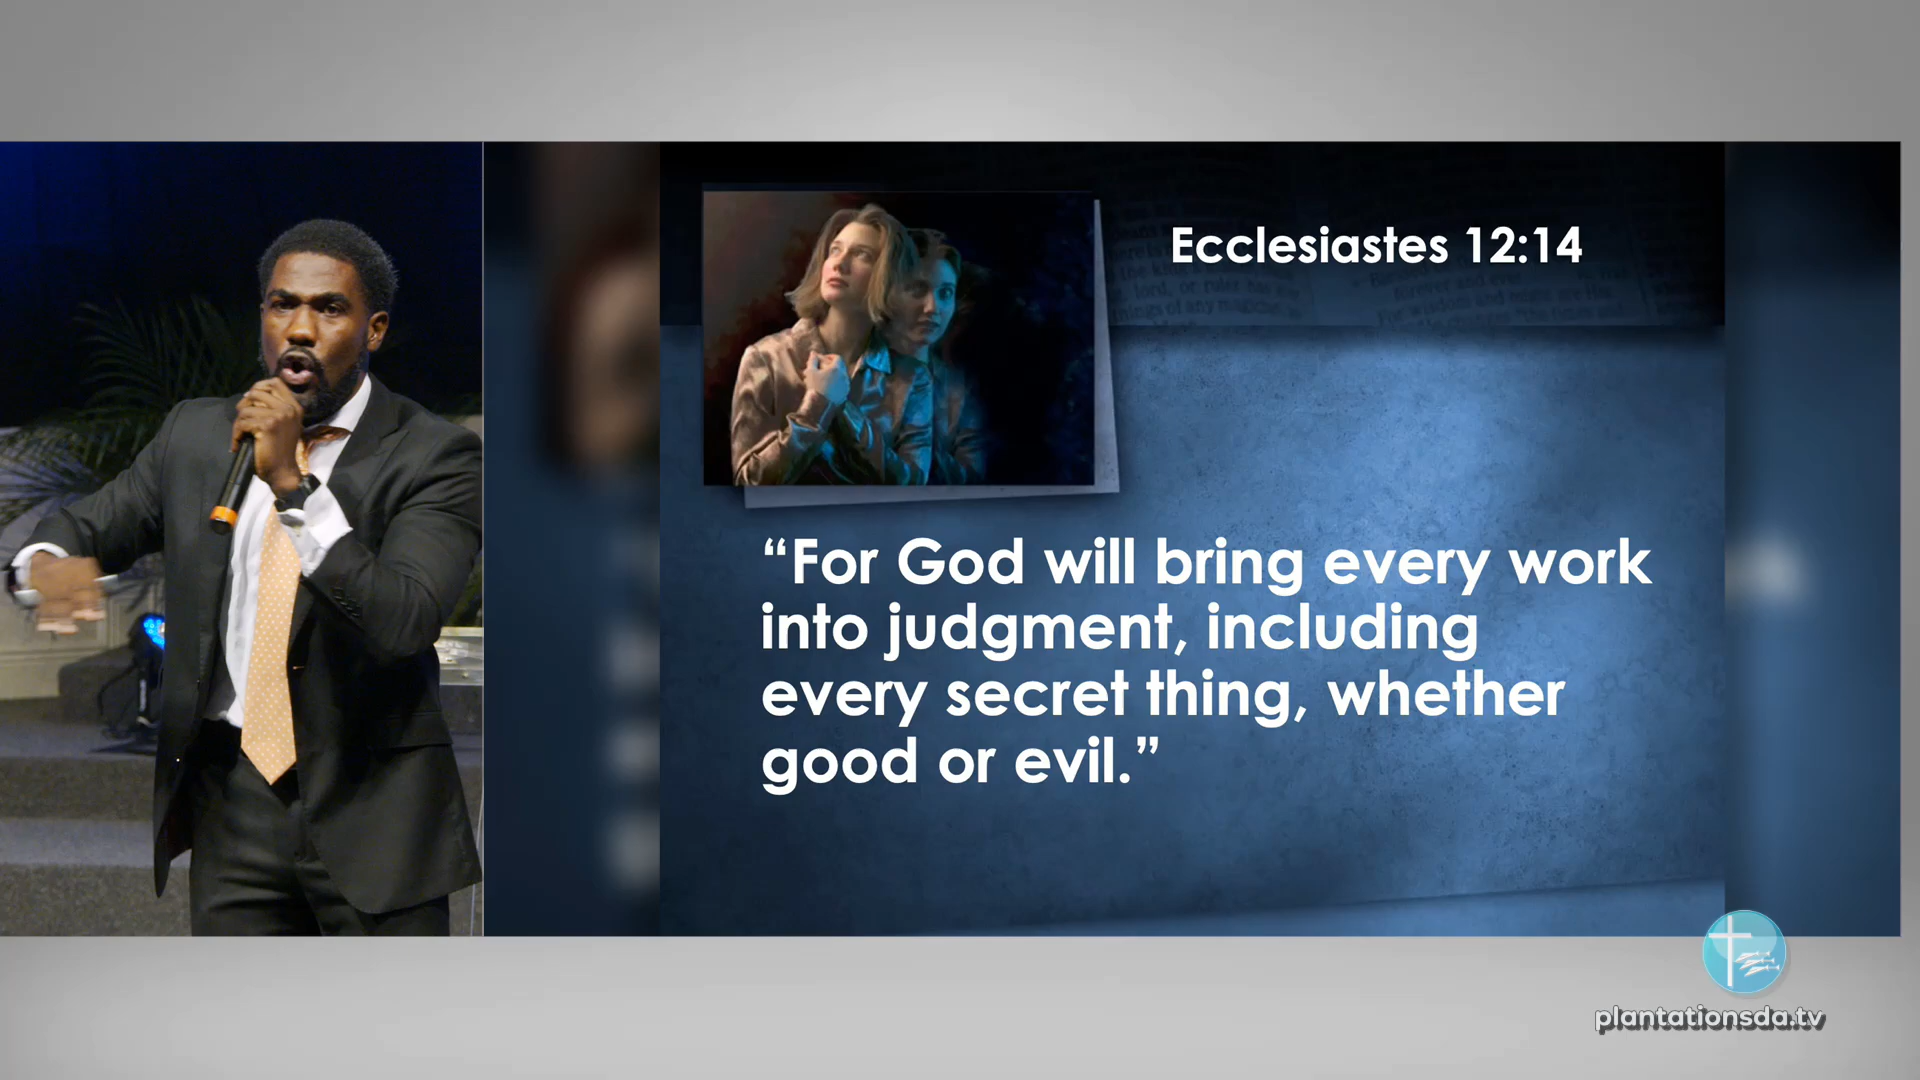 Ecclesiastes 12:14
“For God will bring every work
into judgment, including
every secret thing, whether
good or evil.”
plantationsda.tv